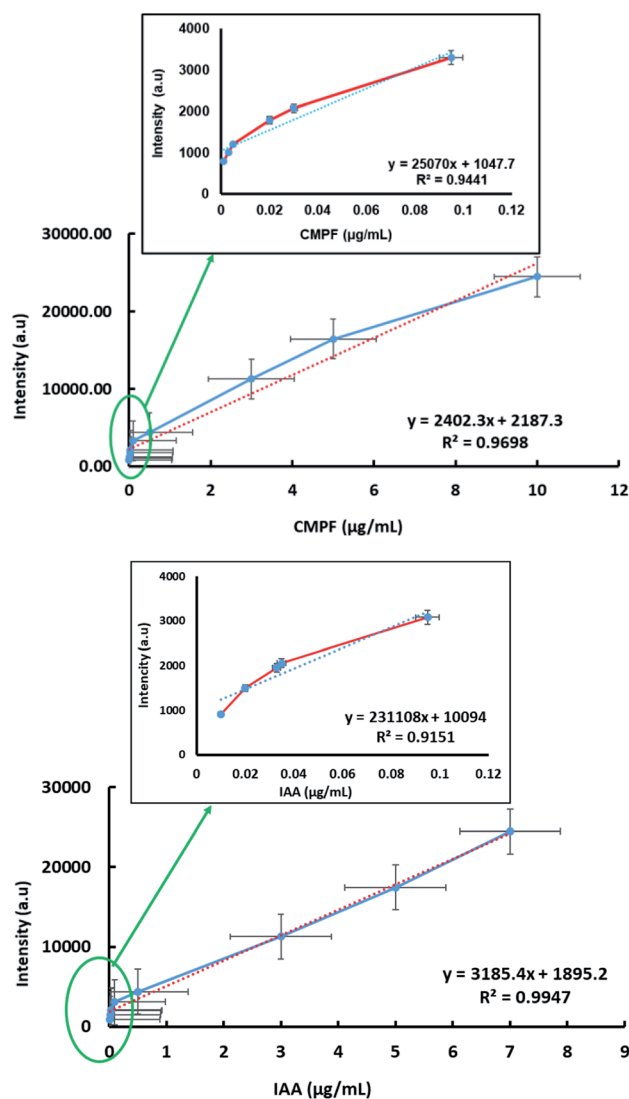 4000
3000
2000
1000
0
Intensity (a.u)
y = 25070x + 1047.7
R² = 0.9441
0 0.02 0.04 0.06 0.08 0.1 0.12
CMPF (µg/mL)
30000.00
20000.00
10000.00
0.00
Intensity (a.u)
y = 2402.3x + 2187.3
R² = 0.9698
0 2 4 6 8 10 12
CMPF (µg/mL)
4000
3000
2000
1000
0
Intencity (a.u)
y = 231108x + 10094
R² = 0.9151
0 0.02 0.04 0.06 0.08 0.1 0.12
IAA (µg/mL)
30000
20000
10000
0
Intensity (a.u)
y = 3185.4x + 1895.2
R² = 0.9947
0 1 2 3 4 5 6 7 8 9
IAA (µg/mL)